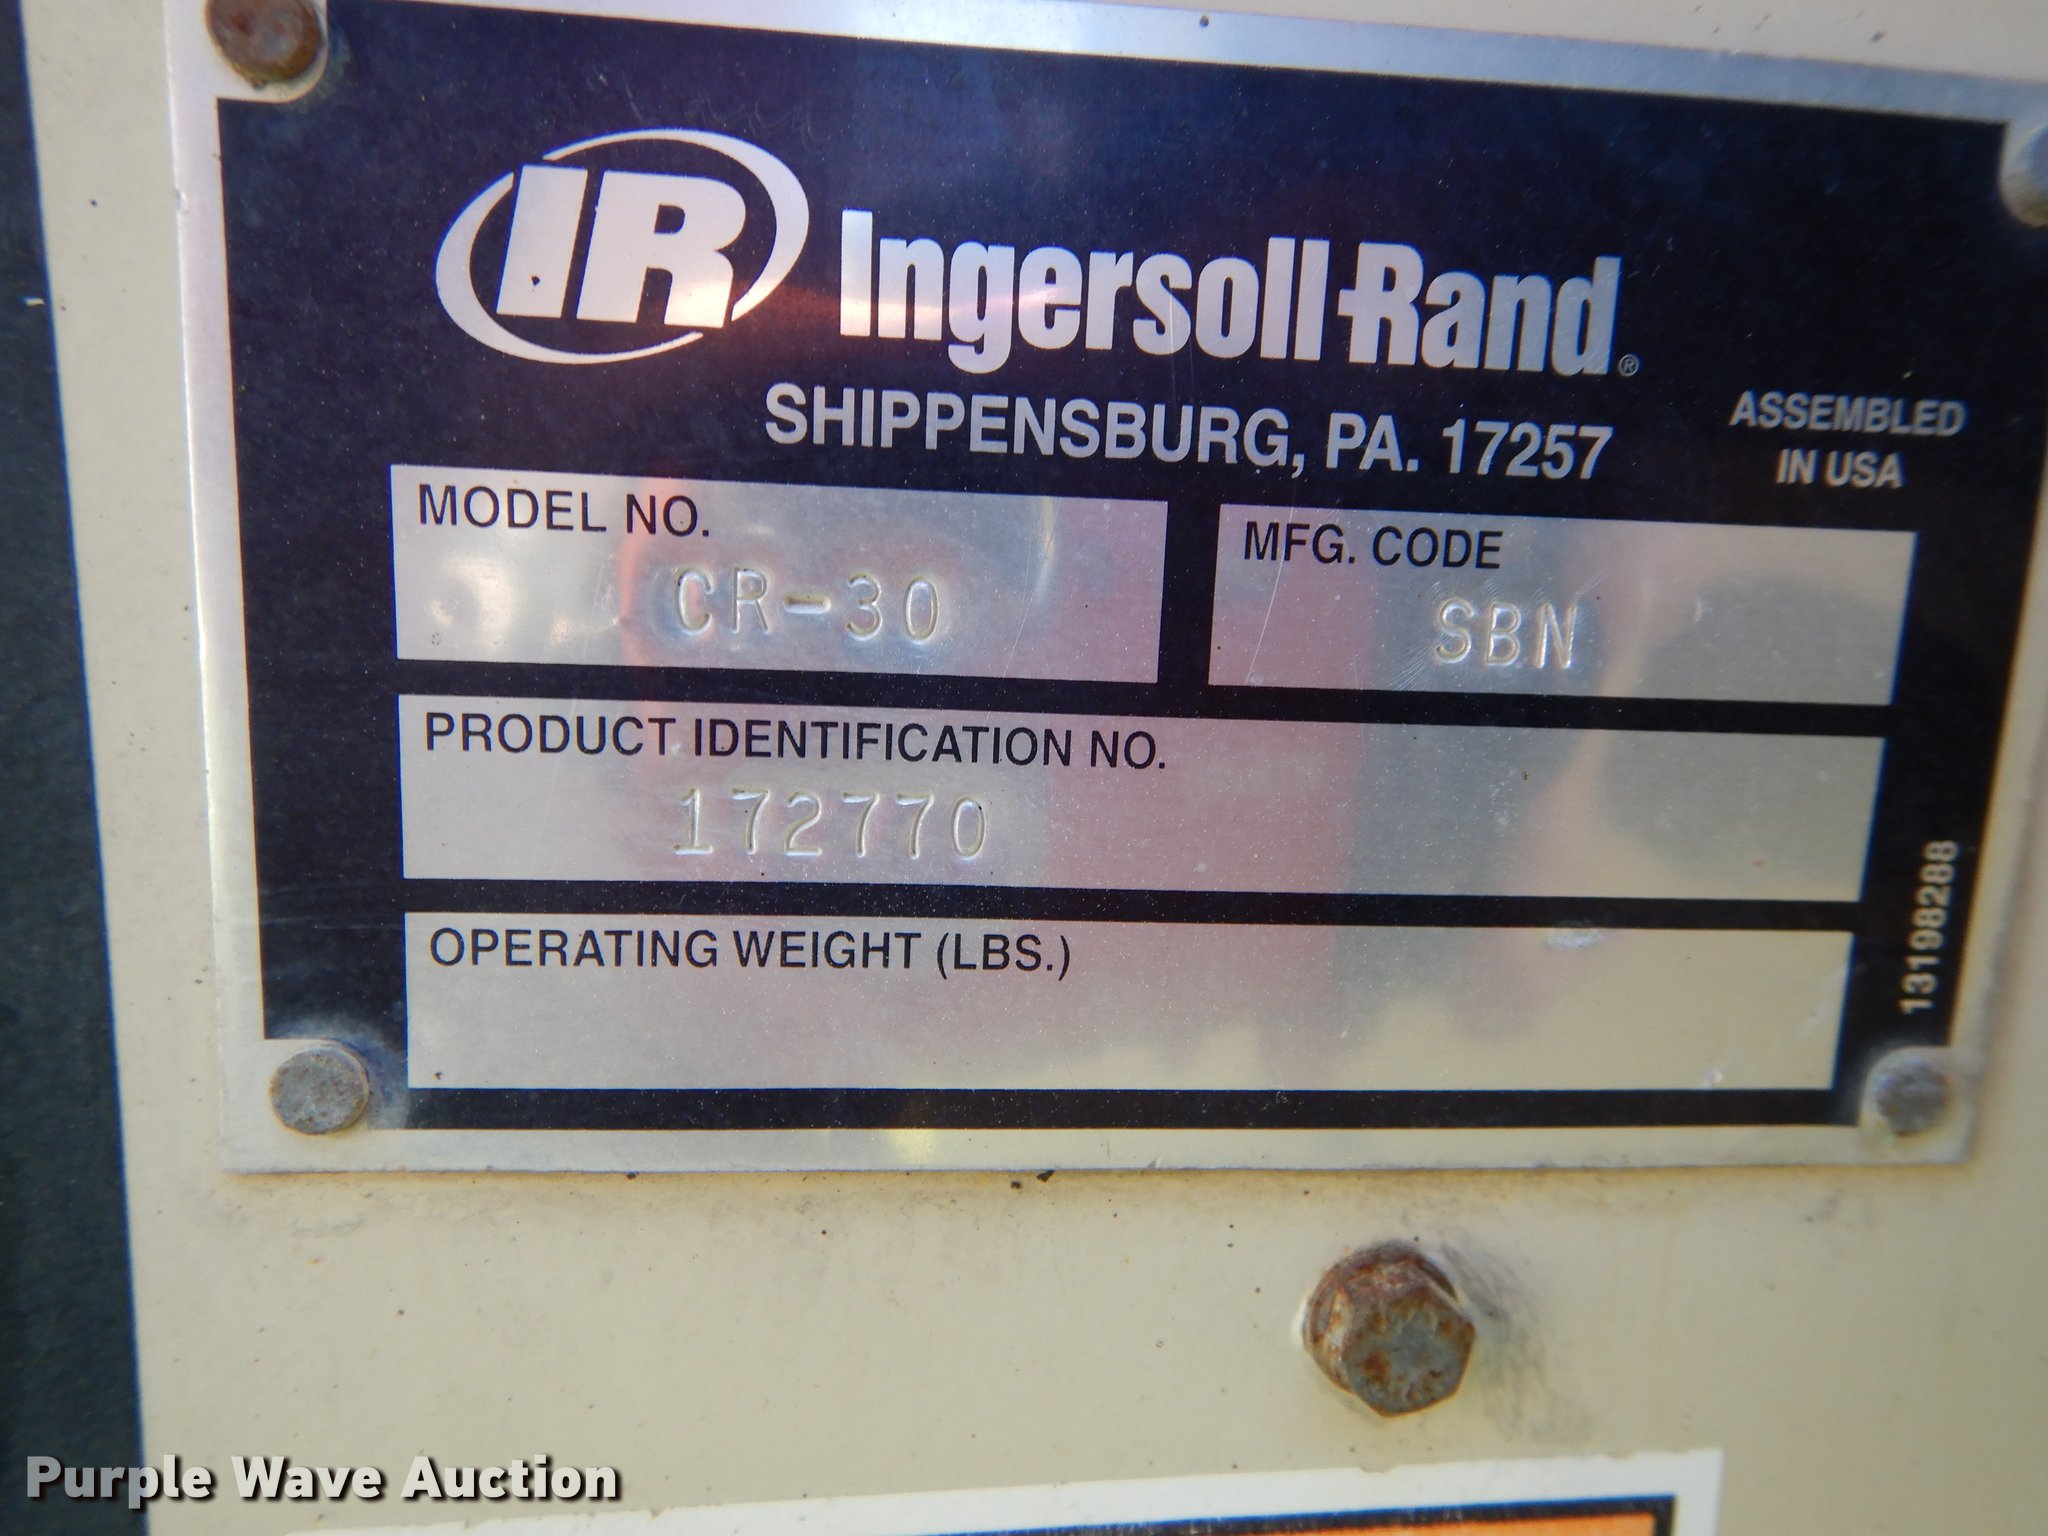 IR Ingersoll-Rand®
SHIPPENSBURG, PA. 17257
ASSEMBLED
IN USA
MODEL NO.
CR-30
MFG. CODE
SBN
PRODUCT IDENTIFICATION NO.
172770
OPERATING WEIGHT (LBS.)
13198288
Purple Wave Auction